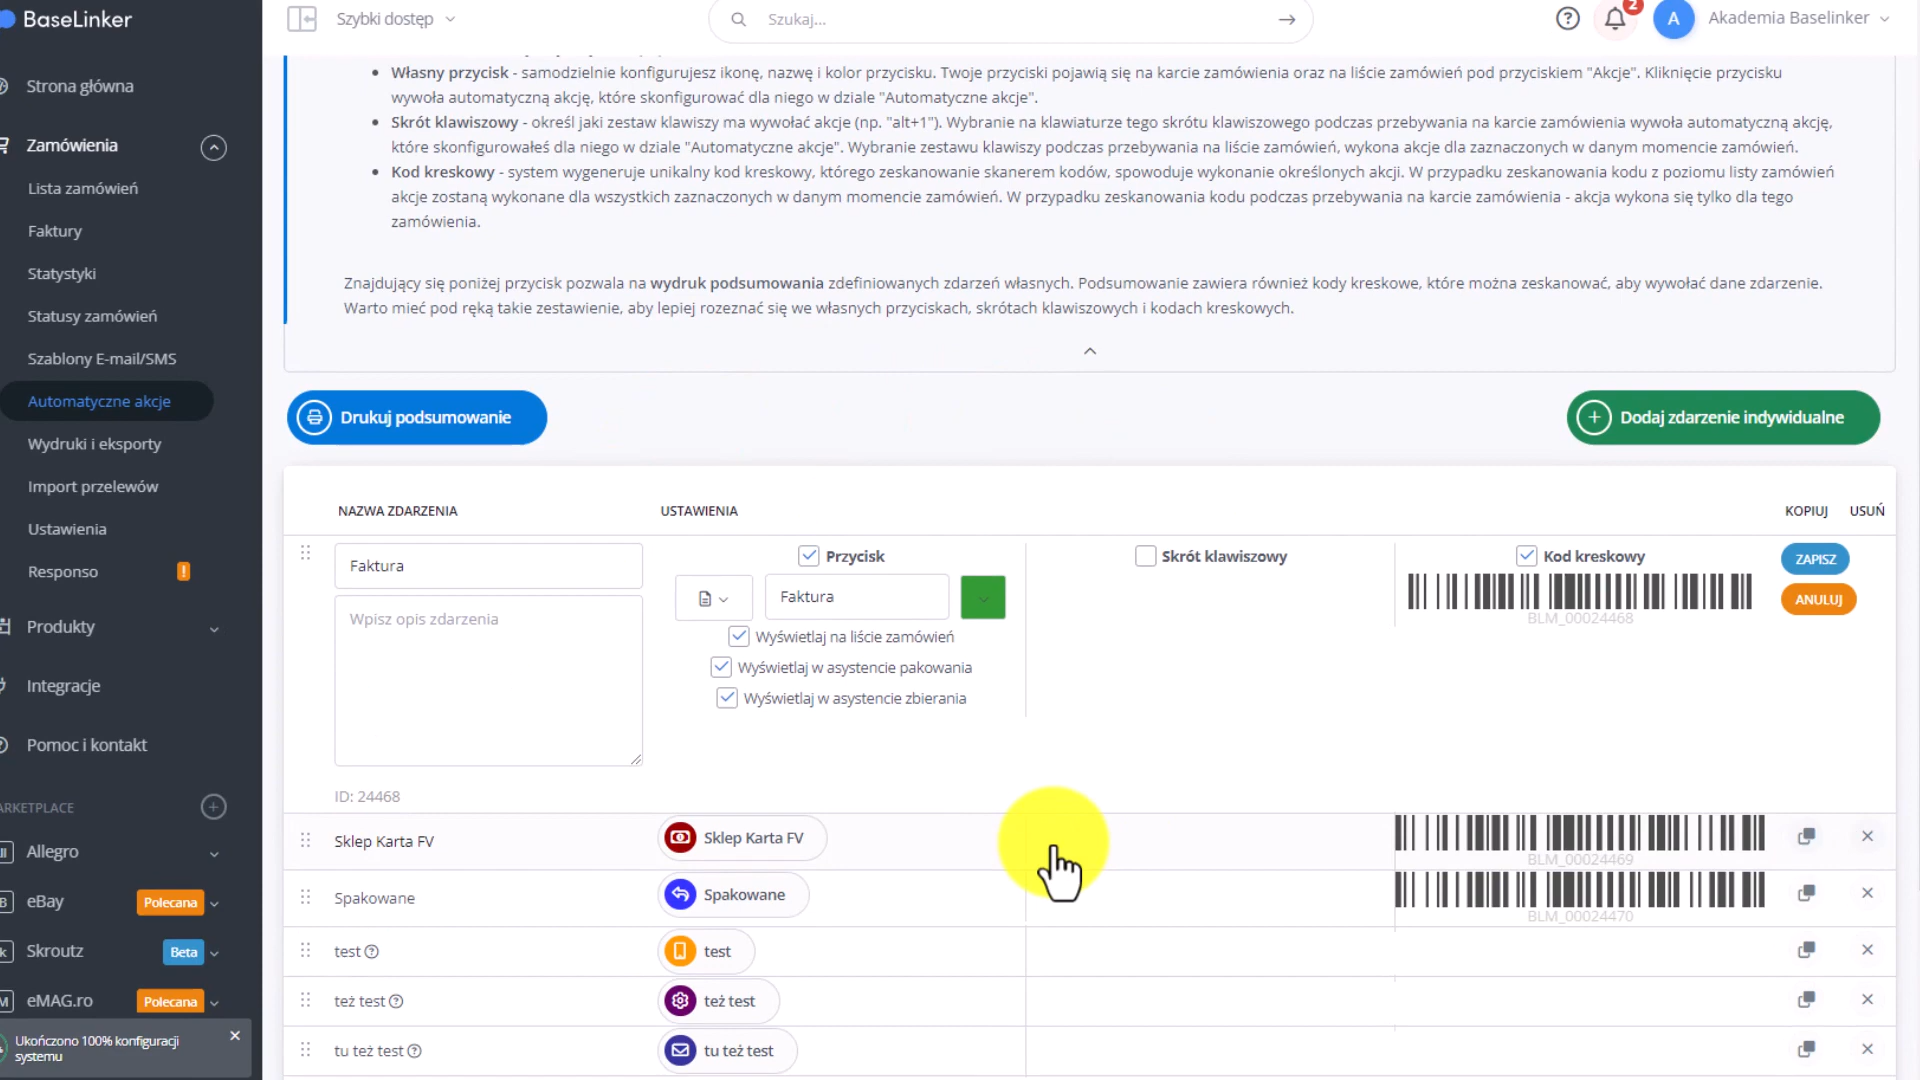 BaseLinker
Szybki dostęp
Szukaj...
2
A
Akademia Baselinker
Strona główna
Zamówienia
Lista zamówień
Faktury
Statystyki
Statusy zamówień
Szablony E-mail/SMS
Automatyczne akcje
Wydruki i eksporty
Import przelewów
Ustawienia
Responso !
Produkty
Integracje
Pomoc i kontakt
ARKETPLACE
Allegro
eBay Polecana
Skroutz Beta
eMAG.ro Polecana
Ukończono 100% konfiguracji
systemu
Własny przycisk - samodzielnie konfigurujesz ikonę, nazwę i kolor przycisku. Twoje przyciski pojawią się na karcie zamówienia oraz na liście zamówień pod przyciskiem "Akcje". Kliknięcie przycisku
wywoła automatyczną akcję, które skonfigurować dla niego w dziale "Automatyczne akcje".
Skrót klawiszowy - określ jaki zestaw klawiszy ma wywołać akcje (np. "alt+1"). Wybranie na klawiaturze tego skrótu klawiszowego podczas przebywania na karcie zamówienia wywoła automatyczną akcję,
które skonfigurowałeś dla niego w dziale "Automatyczne akcje". Wybranie zestawu klawiszy podczas przebywania na liście zamówień, wykona akcje dla zaznaczonych w danym momencie zamówień.
Kod kreskowy - system wygeneruje unikalny kod kreskowy, którego zeskanowanie skanerem kodów, spowoduje wykonanie określonych akcji. W przypadku zeskanowania kodu z poziomu listy zamówień
akcje zostaną wykonane dla wszystkich zaznaczonych w danym momencie zamówień. W przypadku zeskanowania kodu podczas przebywania na karcie zamówienia - akcja wykona się tylko dla tego
zamówienia.
Znajdujący się poniżej przycisk pozwala na wydruk podsumowania zdefiniowanych zdarzeń własnych. Podsumowanie zawiera również kody kreskowe, które można zeskanować, aby wywołać dane zdarzenie.
Warto mieć pod ręką takie zestawienie, aby lepiej rozeznać się we własnych przyciskach, skrótach klawiszowych i kodach kreskowych.
Drukuj podsumowanie
Dodaj zdarzenie indywidualne
NAZWA ZDARZENIA USTAWIENIA KOPIUJ USUŃ
Faktura
Wpisz opis zdarzenia
ID: 24468
Przycisk
Faktura
Wyświetlaj na liście zamówień
Wyświetlaj w asystencie pakowania
Wyświetlaj w asystencie zbierania
Skrót klawiszowy
Kod kreskowy
BLM_00024468
ZAPISZ
ANULUJ
Sklep Karta FV Sklep Karta FV BLM_00024469
Spakowane Spakowane BLM_00024470
test test
też test też test
tu też test tu też test